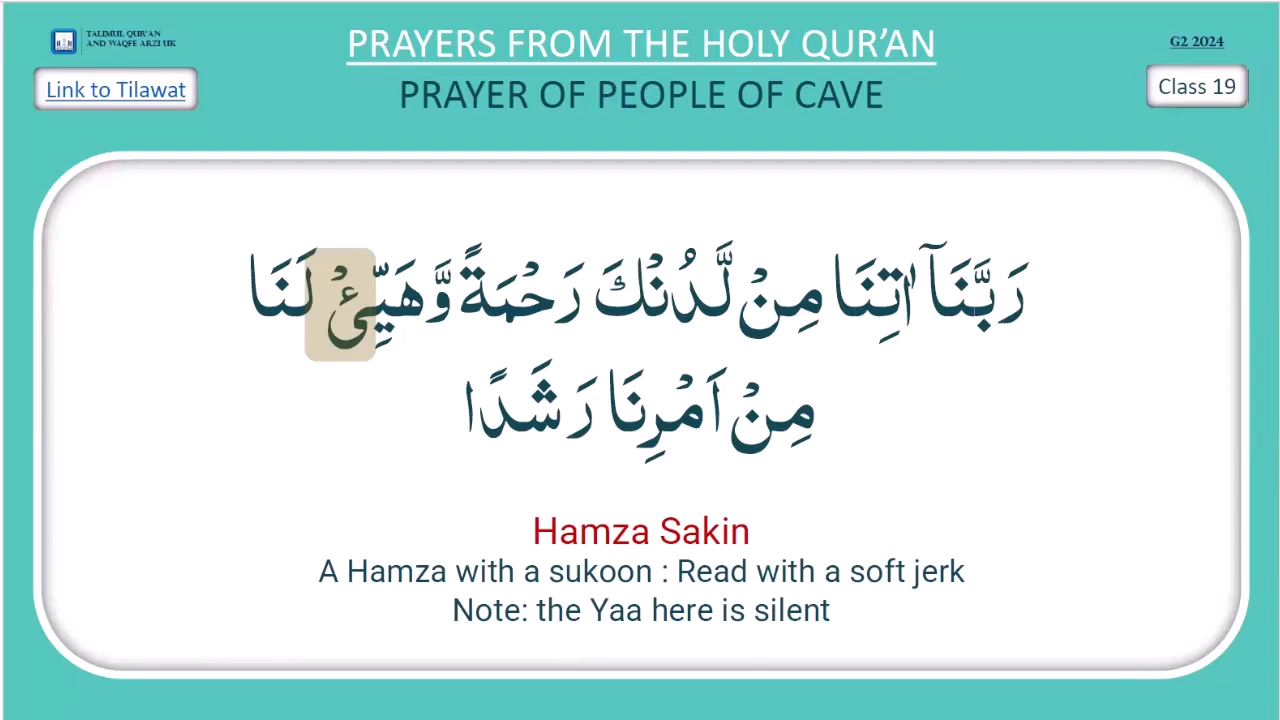 TALIMUL QUR'AN
AND WAQFE ARZI UK
Link to Tilawat
PRAYERS FROM THE HOLY QUR’AN
PRAYER OF PEOPLE OF CAVE
G2 2024
Class 19
رَبَّنَاۤ اٰتِنَا مِنْ لَّدُنْكَ رَحْمَةً وَّهَيِّئْ لَنَا
مِنْ اَمْرِنَا رَشَدًا
Hamza Sakin
A Hamza with a sukoon : Read with a soft jerk
Note: the Yaa here is silent